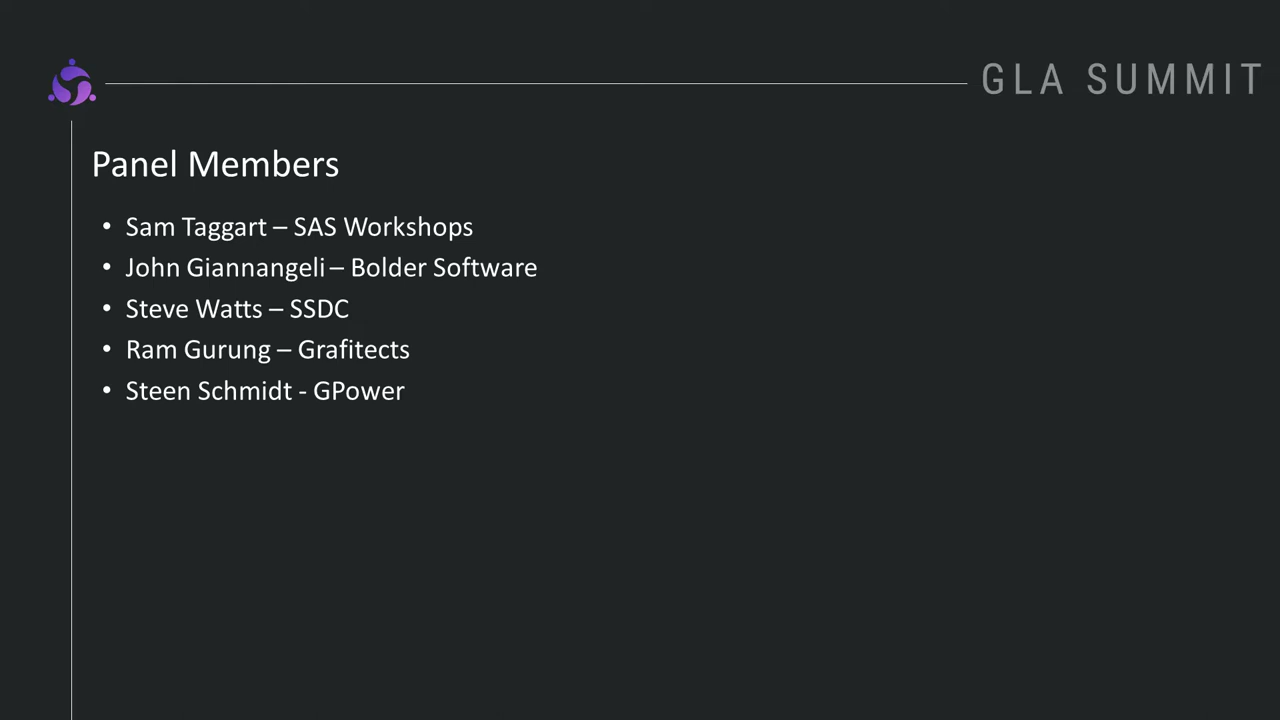 GLA SUMMIT
Panel Members
• Sam Taggart – SAS Workshops
• John Giannangeli – Bolder Software
• Steve Watts – SSDC
• Ram Gurung – Grafitects
• Steen Schmidt - GPower